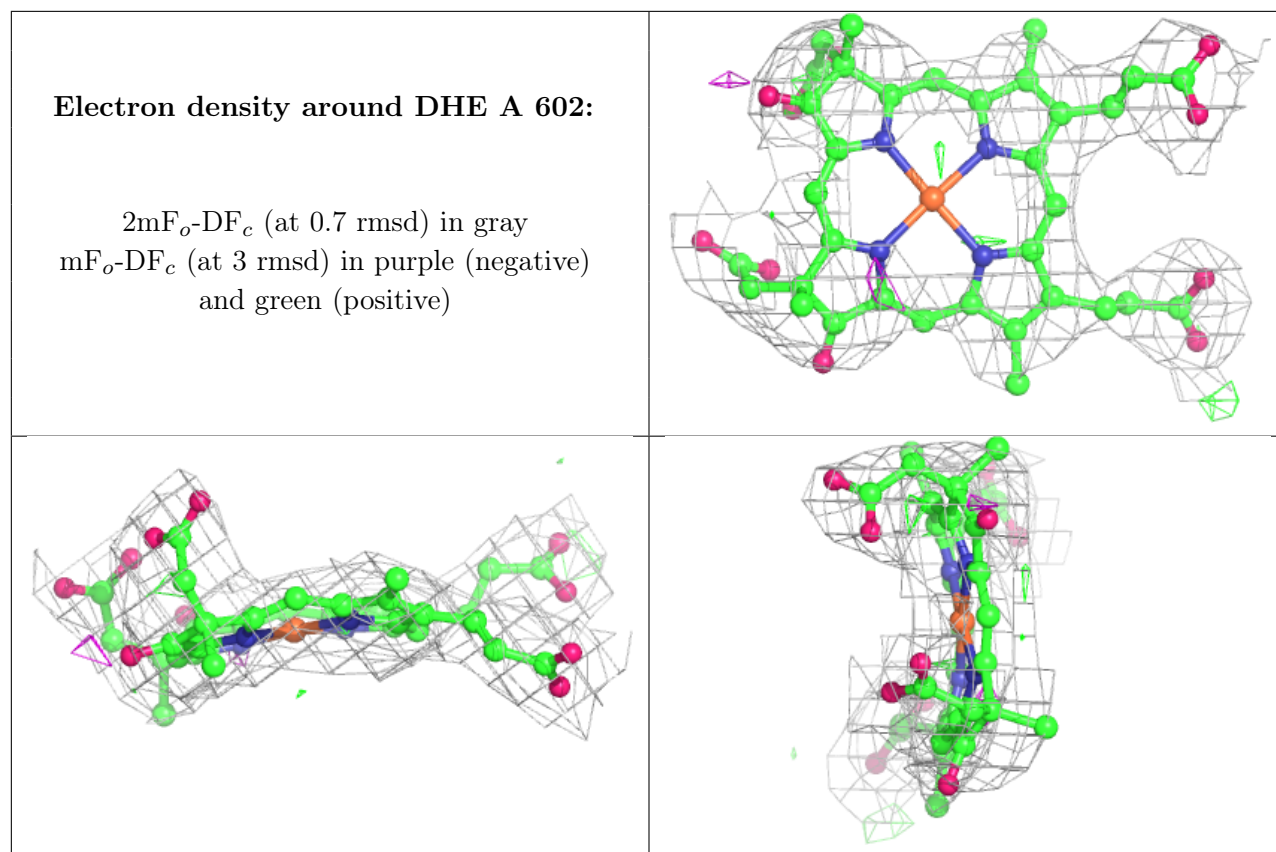 Electron density around DHE A 602:
2mFo-DFc (at 0.7 rmsd) in gray
mFo-DFc (at 3 rmsd) in purple (negative)
and green (positive)